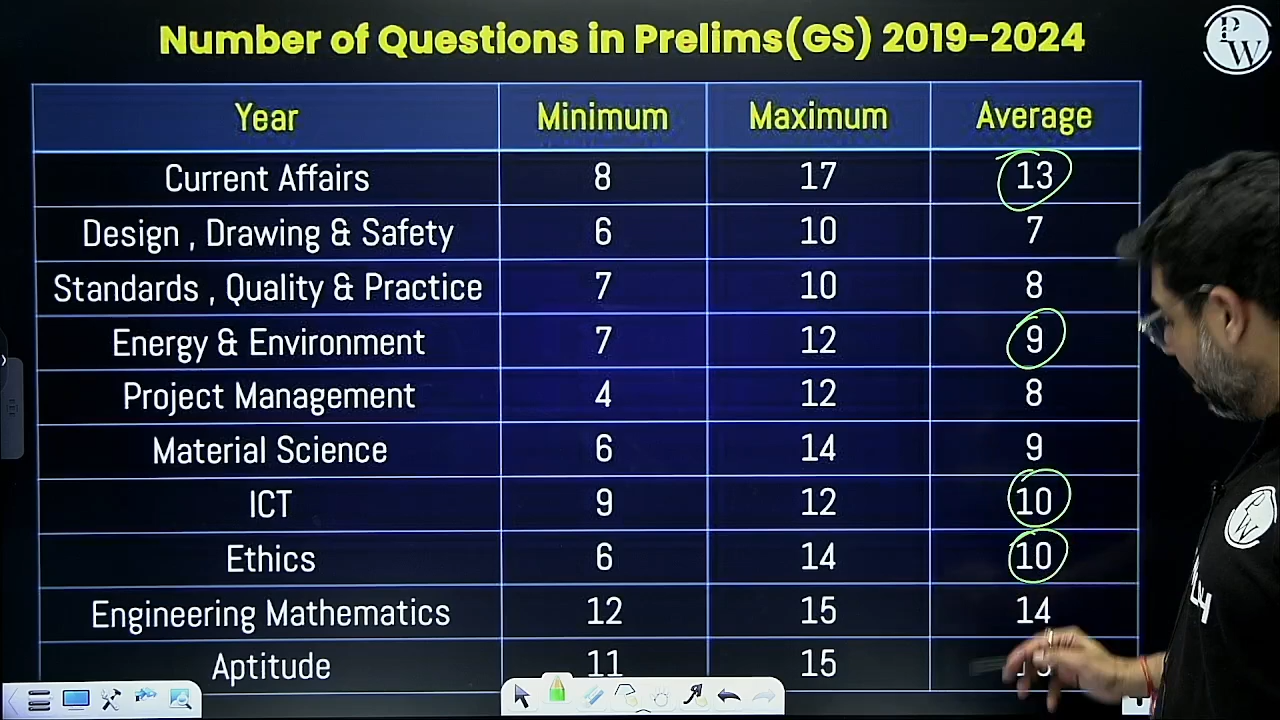 Number of Questions in Prelims(GS) 2019-2024
PW
Year Minimum Maximum Average
Current Affairs 8 17 13
Design , Drawing & Safety 6 10 7
Standards , Quality & Practice 7 10 8
Energy & Environment 7 12 9
Project Management 4 12 8
Material Science 6 14 9
ICT 9 12 10
Ethics 6 14 10
Engineering Mathematics 12 15 14
Aptitude 11 15
PW